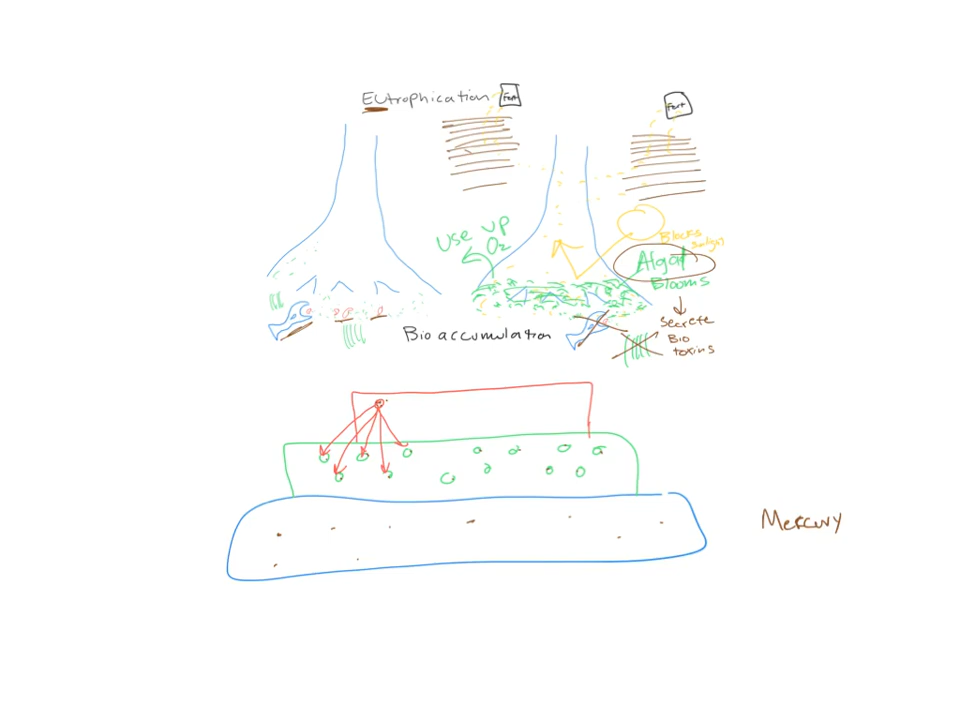 Eutrophication
Fert
Fert
Use up
O2
Blocks
Sunlight
Algal
Blooms
Secrete
Bio
toxins
Bio accumulation
Mercury